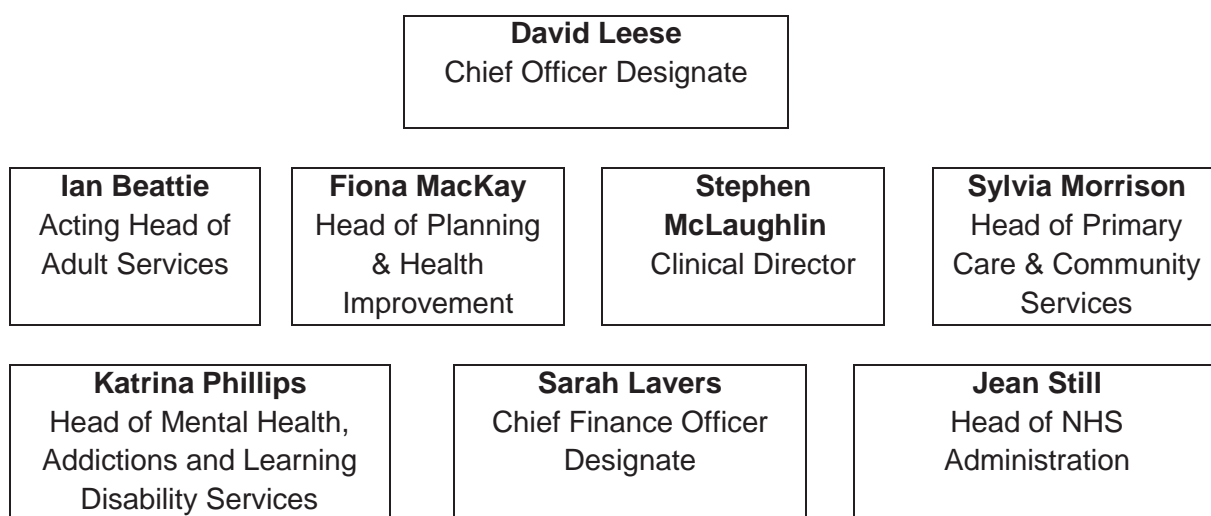 David Leese
Chief Officer Designate
Ian Beattie
Acting Head of
Adult Services
Fiona MacKay
Head of Planning
& Health
Improvement
Stephen
McLaughlin
Clinical Director
Sylvia Morrison
Head of Primary
Care & Community
Services
Katrina Phillips
Head of Mental Health,
Addictions and Learning
Disability Services
Sarah Lavers
Chief Finance Officer
Designate
Jean Still
Head of NHS
Administration